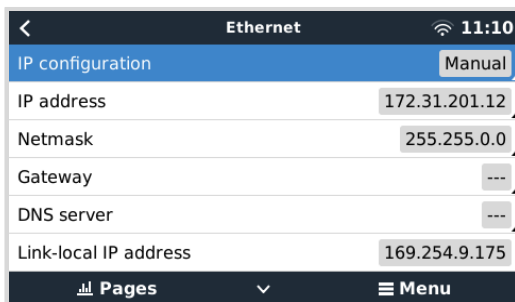 Ethernet 11:10
IP configuration Manual
IP address 172.31.201.12
Netmask 255.255.0.0
Gateway ---
DNS server ---
Link-local IP address 169.254.9.175
Pages Menu